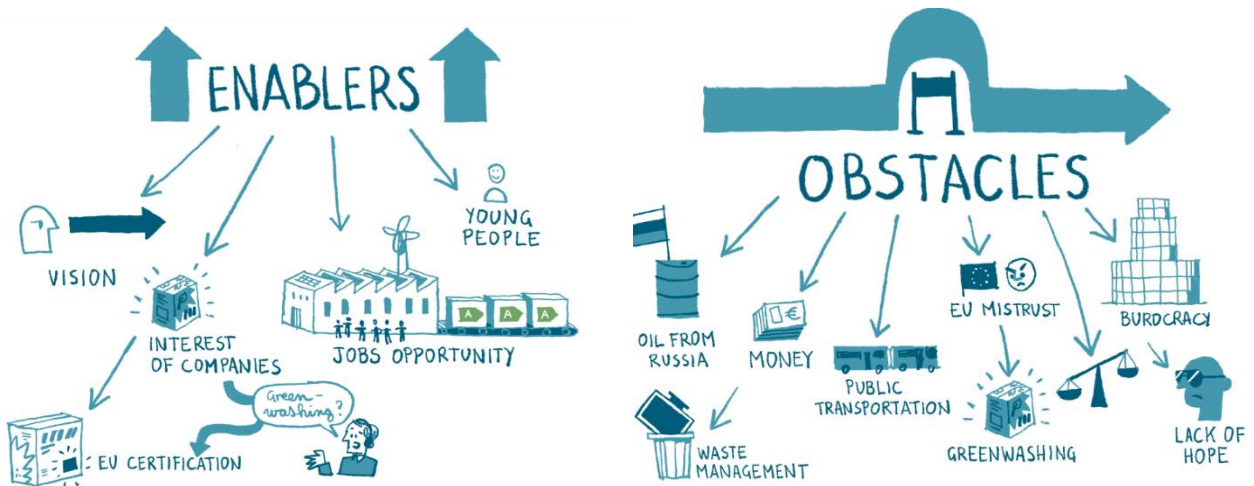 ENABLERS
VISION
YOUNG
PEOPLE
INTEREST
OF COMPANIES
A A A
JOBS OPPORTUNITY
Green-
washing?
EU CERTIFICATION
OBSTACLES
OIL FROM
RUSSIA
€
MONEY
PUBLIC
TRANSPORTATION
EU MISTRUST
BUROCRACY
WASTE
MANAGEMENT
GREENWASHING
LACK OF
HOPE